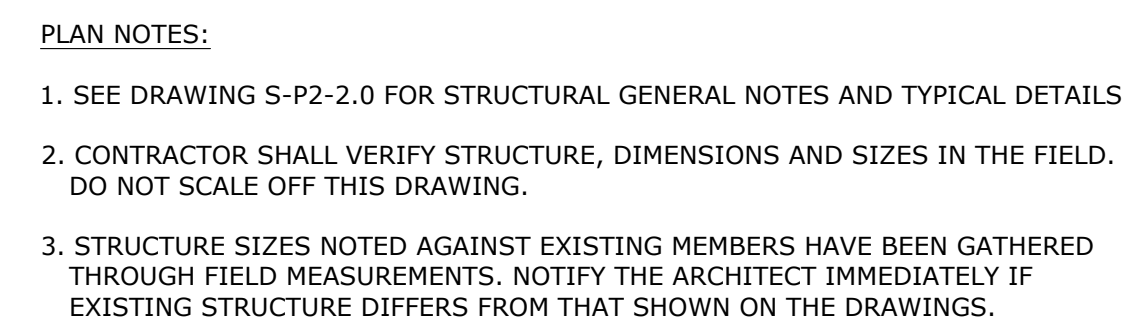 PLAN NOTES:
1. SEE DRAWING S-P2-2.0 FOR STRUCTURAL GENERAL NOTES AND TYPICAL DETAILS
2. CONTRACTOR SHALL VERIFY STRUCTURE, DIMENSIONS AND SIZES IN THE FIELD.
DO NOT SCALE OFF THIS DRAWING.
3. STRUCTURE SIZES NOTED AGAINST EXISTING MEMBERS HAVE BEEN GATHERED
THROUGH FIELD MEASUREMENTS. NOTIFY THE ARCHITECT IMMEDIATELY IF
EXISTING STRUCTURE DIFFERS FROM THAT SHOWN ON THE DRAWINGS.